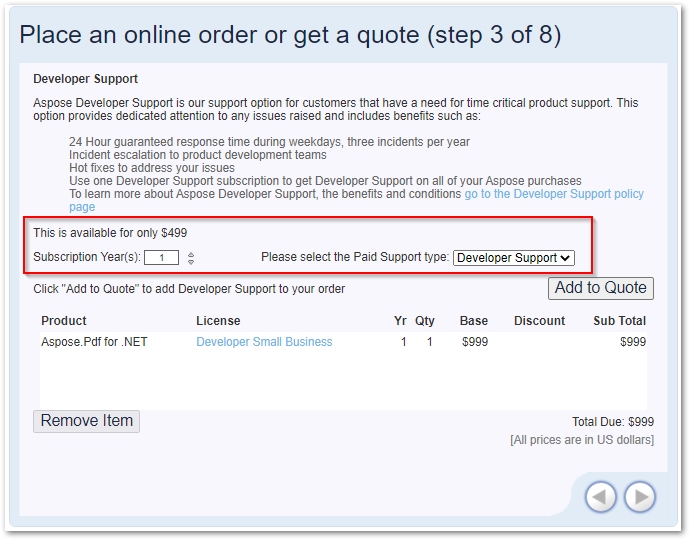 Place an online order or get a quote (step 3 of 8)
Developer Support
Aspose Developer Support is our support option for customers that have a need for time critical product support. This
option provides dedicated attention to any issues raised and includes benefits such as:
24 Hour guaranteed response time during weekdays, three incidents per year
Incident escalation to product development teams
Hot fixes to address your issues
Use one Developer Support subscription to get Developer Support on all of your Aspose purchases
To learn more about Aspose Developer Support, the benefits and conditions go to the Developer Support policy
page
This is available for only $499
Subscription Year(s): 1 Please select the Paid Support type: Developer Support
Click "Add to Quote" to add Developer Support to your order Add to Quote
Product License Yr Qty Base Discount Sub Total
Aspose.Pdf for .NET Developer Small Business 1 1 $999 $999
Remove Item Total Due: $999
[All prices are in US dollars]